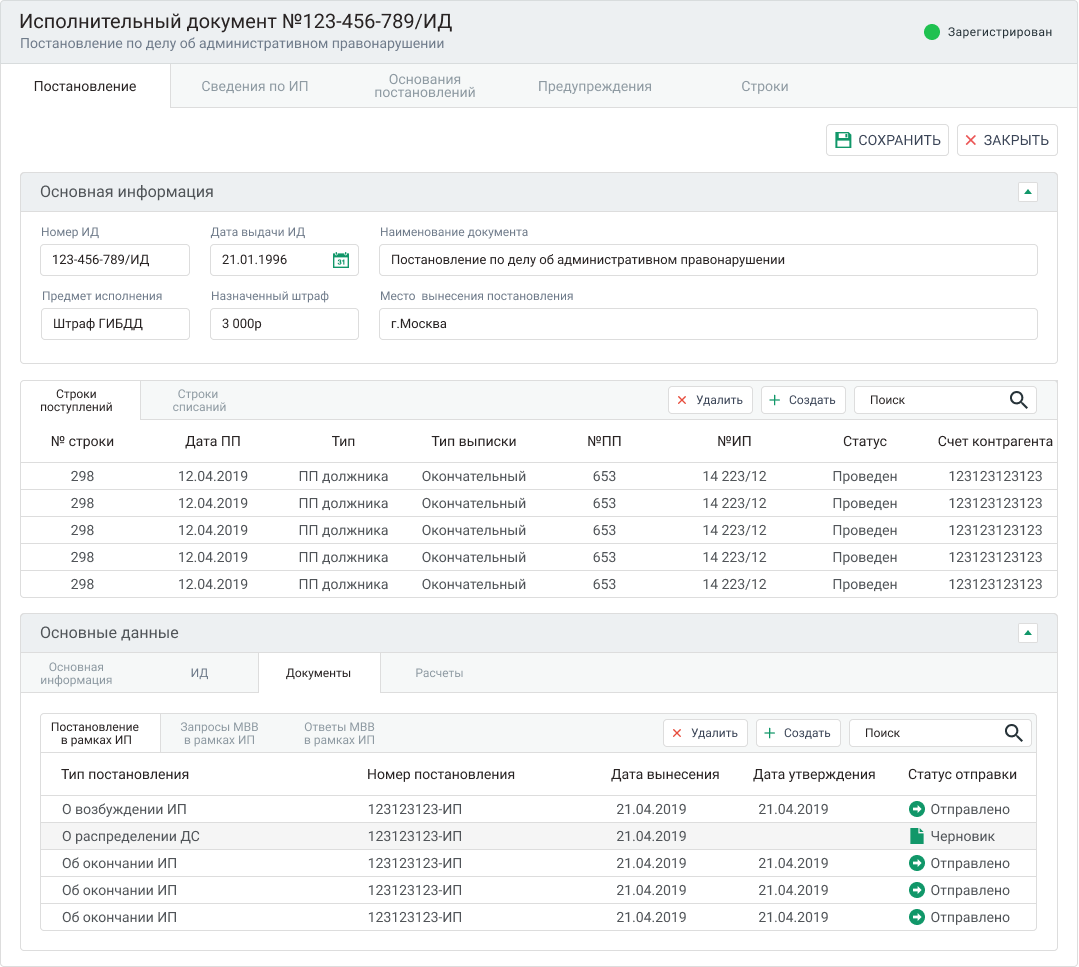 Исполнительный документ №123-456-789/ИД
Постановление по делу об административном правонарушении
Зарегистрирован
Постановление
Сведения по ИП
Основания
постановлений
Предупреждения
Строки
СОХРАНИТЬ
ЗАКРЫТЬ
Основная информация
Номер ИД
Дата выдачи ИД
Наименование документа
123-456-789/ИД
21.01.1996
31
Постановление по делу об административном правонарушении
Предмет исполнения
Назначенный штраф
Место вынесения постановления
Штраф ГИБДД
3 000р
г.Москва
Строки
поступлений
Строки
списаний
Удалить
Создать
Поиск
№ строки Дата ПП Тип Тип выписки №ПП №ИП Статус Счет контрагента
298 12.04.2019 ПП должника Окончательный 653 14 223/12 Проведен 123123123123
298 12.04.2019 ПП должника Окончательный 653 14 223/12 Проведен 123123123123
298 12.04.2019 ПП должника Окончательный 653 14 223/12 Проведен 123123123123
298 12.04.2019 ПП должника Окончательный 653 14 223/12 Проведен 123123123123
298 12.04.2019 ПП должника Окончательный 653 14 223/12 Проведен 123123123123
Основные данные
Основная
информация
ИД
Документы
Расчеты
Постановление
в рамках ИП
Запросы МВВ
в рамках ИП
Ответы МВВ
в рамках ИП
Удалить
Создать
Поиск
Тип постановления Номер постановления Дата вынесения Дата утверждения Статус отправки
О возбуждении ИП 123123123-ИП 21.04.2019 21.04.2019 Отправлено
О распределении ДС 123123123-ИП 21.04.2019 Черновик
Об окончании ИП 123123123-ИП 21.04.2019 21.04.2019 Отправлено
Об окончании ИП 123123123-ИП 21.04.2019 21.04.2019 Отправлено
Об окончании ИП 123123123-ИП 21.04.2019 21.04.2019 Отправлено